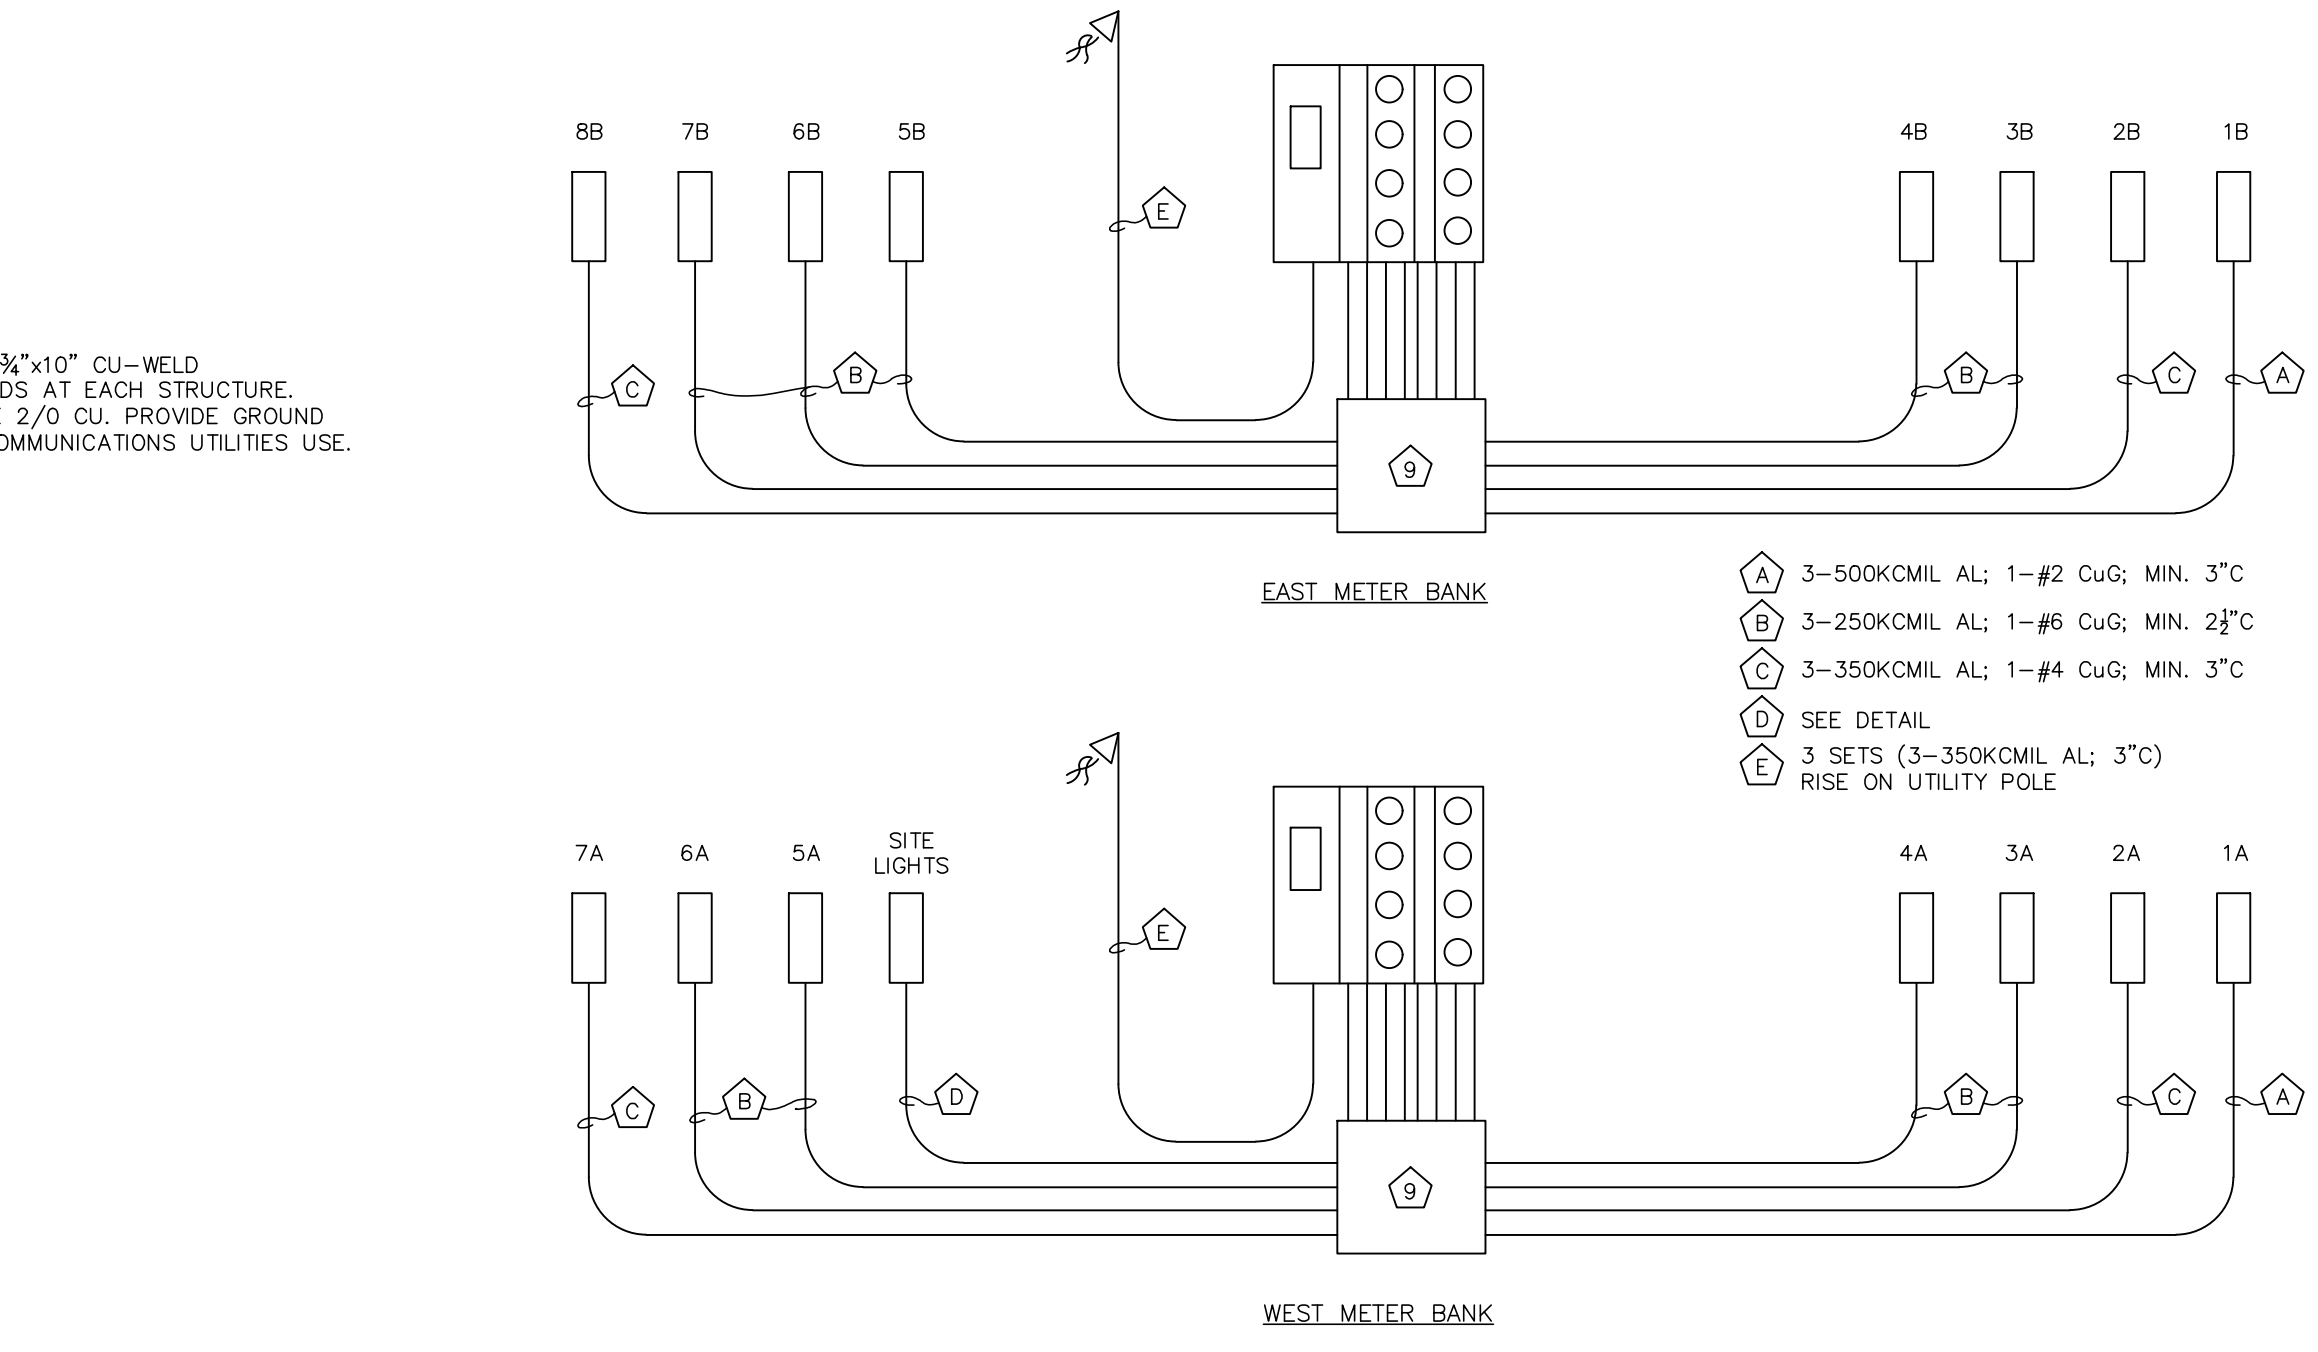 8B 7B 6B 5B 4B 3B 2B 1B
E
¾"x10" CU-WELD
AT EACH STRUCTURE.
2/0 CU. PROVIDE GROUND
UTILITIES USE.
C B B C A
9
EAST METER BANK
A 3-500KCMIL AL; 1-#2 CuG; MIN. 3"C
B 3-250KCMIL AL; 1-#6 CuG; MIN. 2½"C
C 3-350KCMIL AL; 1-#4 CuG; MIN. 3"C
D SEE DETAIL
E 3 SETS (3-350KCMIL AL; 3"C)
RISE ON UTILITY POLE
7A 6A 5A SITE
LIGHTS
4A 3A 2A 1A
E
C B D B C A
9
WEST METER BANK